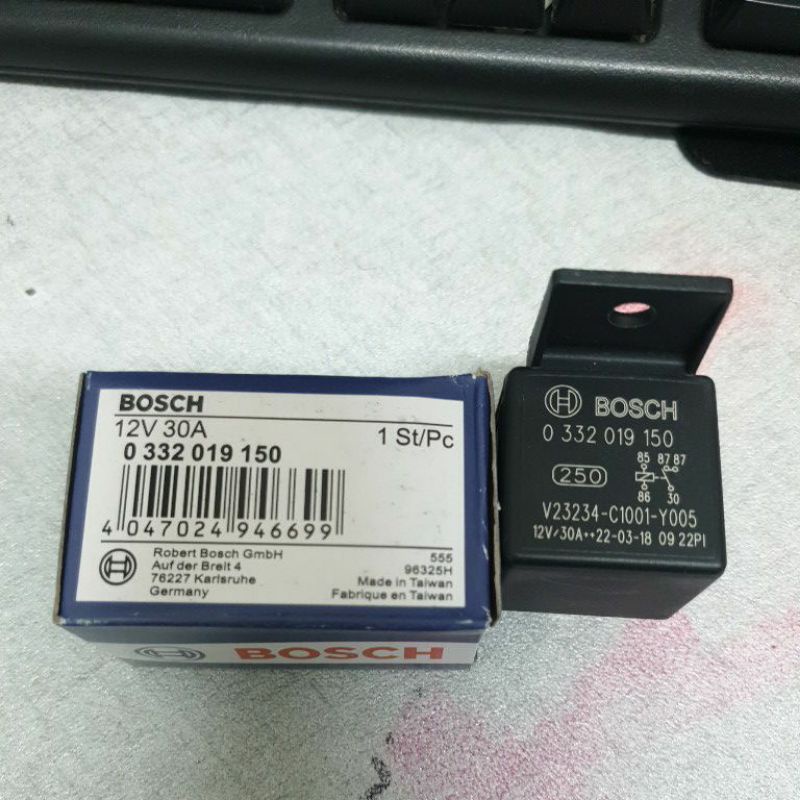 BOSCH
12V 30A
1 St/Pc
0 332 019 150
4 047024 946699
Robert Bosch GmbH
Auf der Breit 4
76227 Karlsruhe
Germany
555
96325H
Made in Taiwan
Fabrique en Taiwan
BOSCH
BOSCH
0 332 019 150
250
85 87 87
86 30
V23234-C1001-Y005
12V/30A••22-03-18 09 22PI